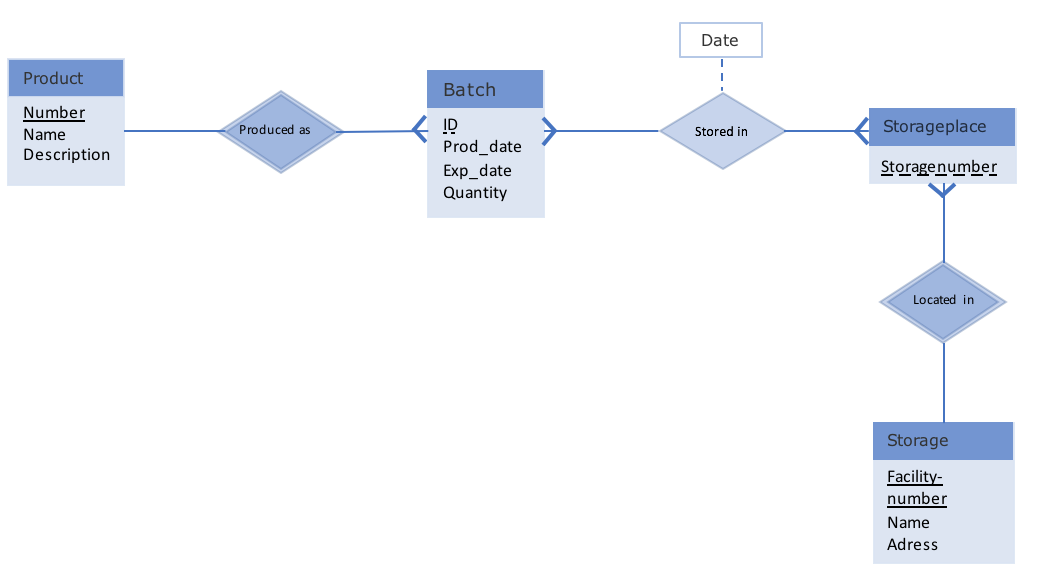 Product
Number
Name
Description
Produced as
Batch
ID
Prod_date
Exp_date
Quantity
Date
Stored in
Storageplace
Storagenumber
Located in
Storage
Facility-
number
Name
Adress